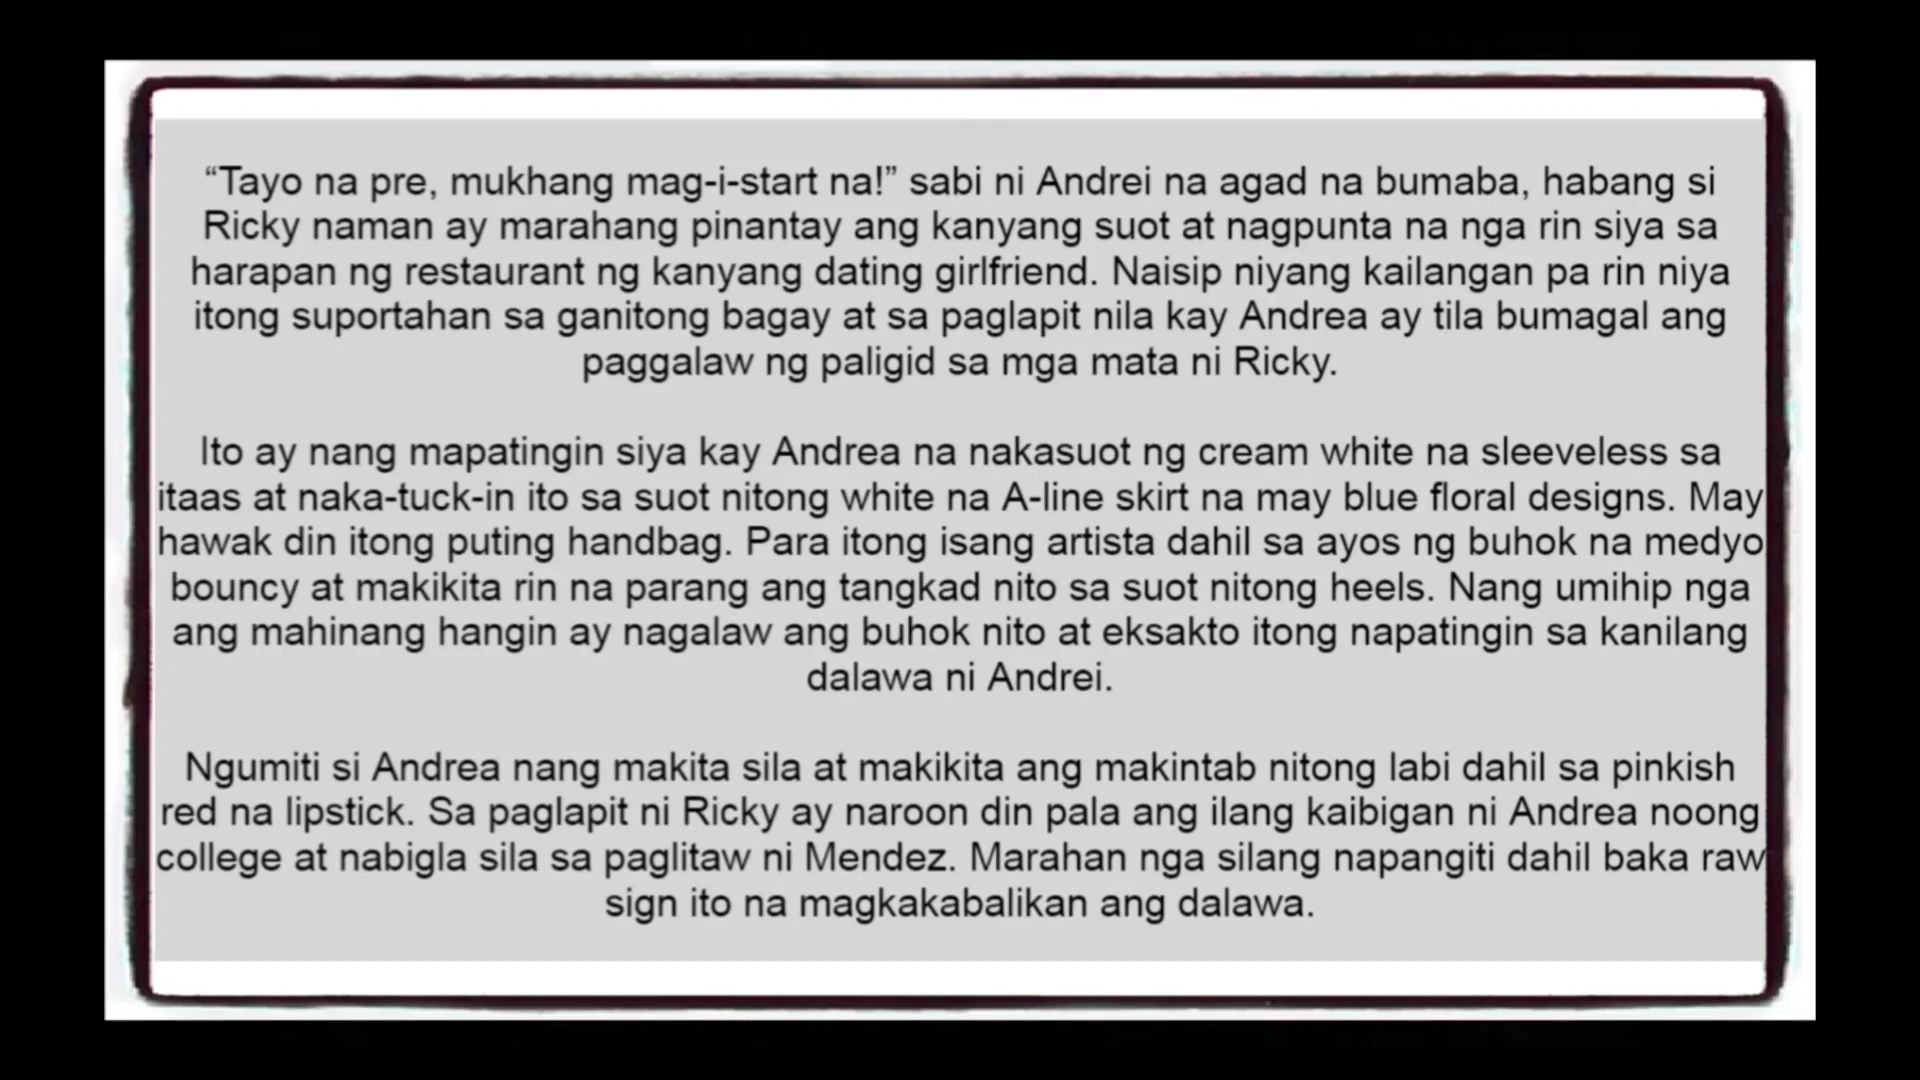 “Tayo na pre, mukhang mag-i-start na!” sabi ni Andrei na agad na bumaba, habang si
Ricky naman ay marahang pinantay ang kanyang suot at nagpunta na nga rin siya sa
harapan ng restaurant ng kanyang dating girlfriend. Naisip niyang kailangan pa rin niya
itong suportahan sa ganitong bagay at sa paglapit nila kay Andrea ay tila bumagal ang
paggalaw ng paligid sa mga mata ni Ricky.
Ito ay nang mapatingin siya kay Andrea na nakasuot ng cream white na sleeveless sa
itaas at naka-tuck-in ito sa suot nitong white na A-line skirt na may blue floral designs. May
hawak din itong puting handbag. Para itong isang artista dahil sa ayos ng buhok na medyo
bouncy at makikita rin na parang ang tangkad nito sa suot nitong heels. Nang umihip nga
ang mahinang hangin ay nagalaw ang buhok nito at eksakto itong napatingin sa kanilang
dalawa ni Andrei.
Ngumiti si Andrea nang makita sila at makikita ang makintab nitong labi dahil sa pinkish
red na lipstick. Sa paglapit ni Ricky ay naroon din pala ang ilang kaibigan ni Andrea noong
college at nabigla sila sa paglitaw ni Mendez. Marahan nga silang napangiti dahil baka raw
sign ito na magkakabalikan ang dalawa.